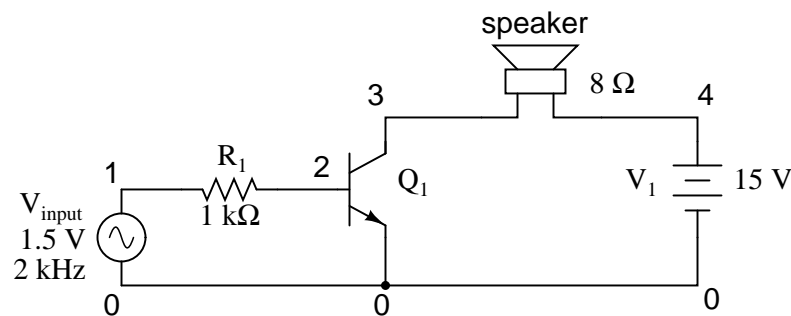 speaker
8 Ω
3
4
R1
1
2
Q1
V1
15 V
1 kΩ
Vinput
1.5 V
2 kHz
0
0
0